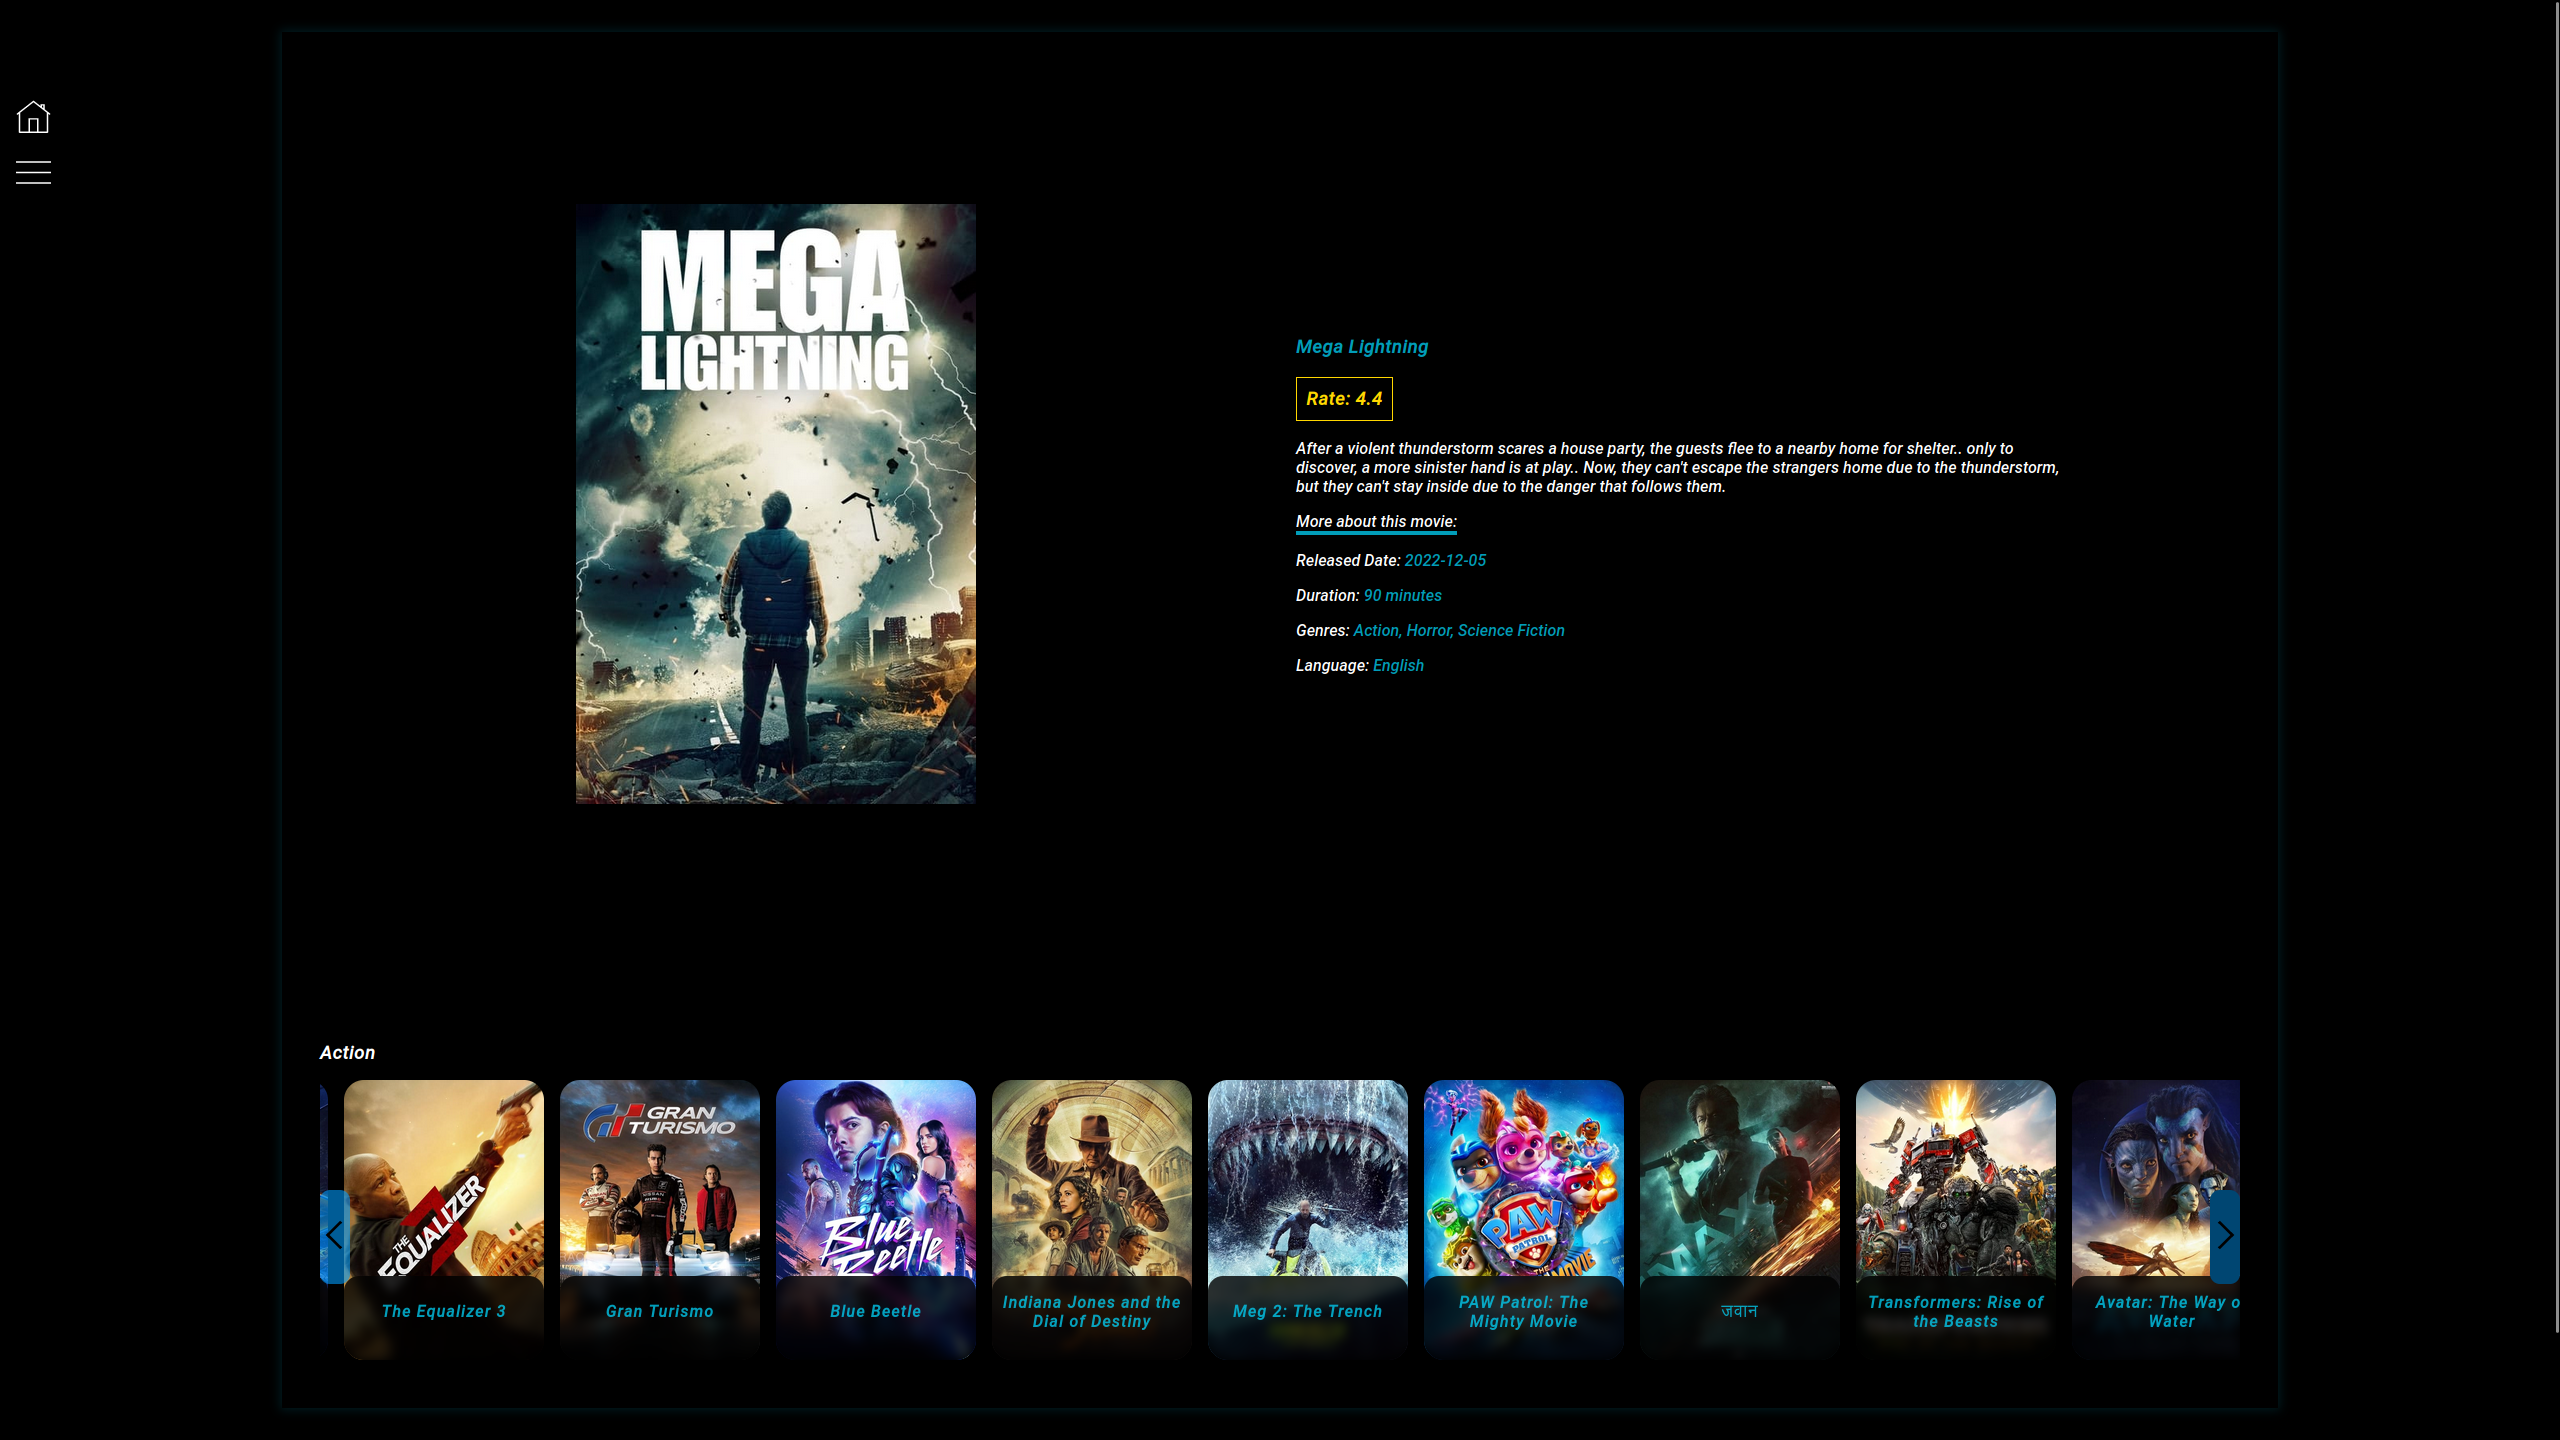 MEGA
LIGHTNING
Mega Lightning
Rate: 4.4
After a violent thunderstorm scares a house party, the guests flee to a nearby home for shelter.. only to
discover, a more sinister hand is at play.. Now, they can't escape the strangers home due to the thunderstorm,
but they can't stay inside due to the danger that follows them.
More about this movie:
Released Date: 2022-12-05
Duration: 90 minutes
Genres: Action, Horror, Science Fiction
Language: English
Action
THE
EQUALIZER
3
The Equalizer 3
GRAN
TURISMO
NISSAN
Gran Turismo
Blue
Beetle
Blue Beetle
Indiana Jones and the
Dial of Destiny
Meg 2: The Trench
PAW
PATROL
THE
MOVIE
PAW Patrol: The
Mighty Movie
जवान
Transformers: Rise of
the Beasts
Avatar: The Way o
Water